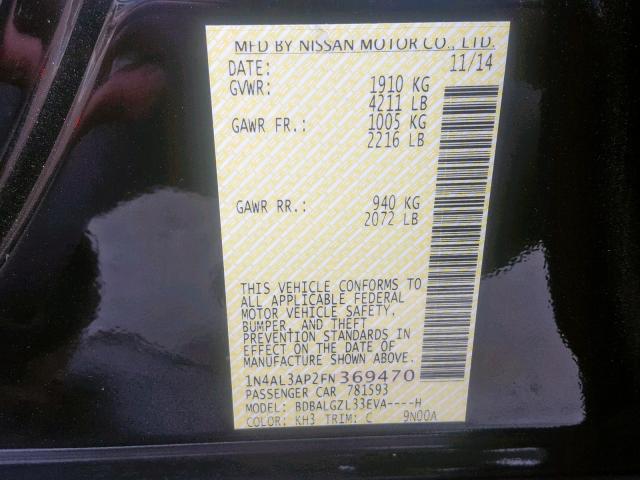 MFD BY NISSAN MOTOR CO., LTD.
DATE: 11/14
GVWR: 1910 KG
4211 LB
GAWR FR.: 1005 KG
2216 LB
GAWR RR.: 940 KG
2072 LB
THIS VEHICLE CONFORMS TO
ALL APPLICABLE FEDERAL
MOTOR VEHICLE SAFETY,
BUMPER, AND THEFT
PREVENTION STANDARDS IN
EFFECT ON THE DATE OF
MANUFACTURE SHOWN ABOVE.
1N4AL3AP2FN369470
PASSENGER CAR 781593
MODEL: BDBALGZL33EVA----H
COLOR: KH3 TRIM: C 9N00A